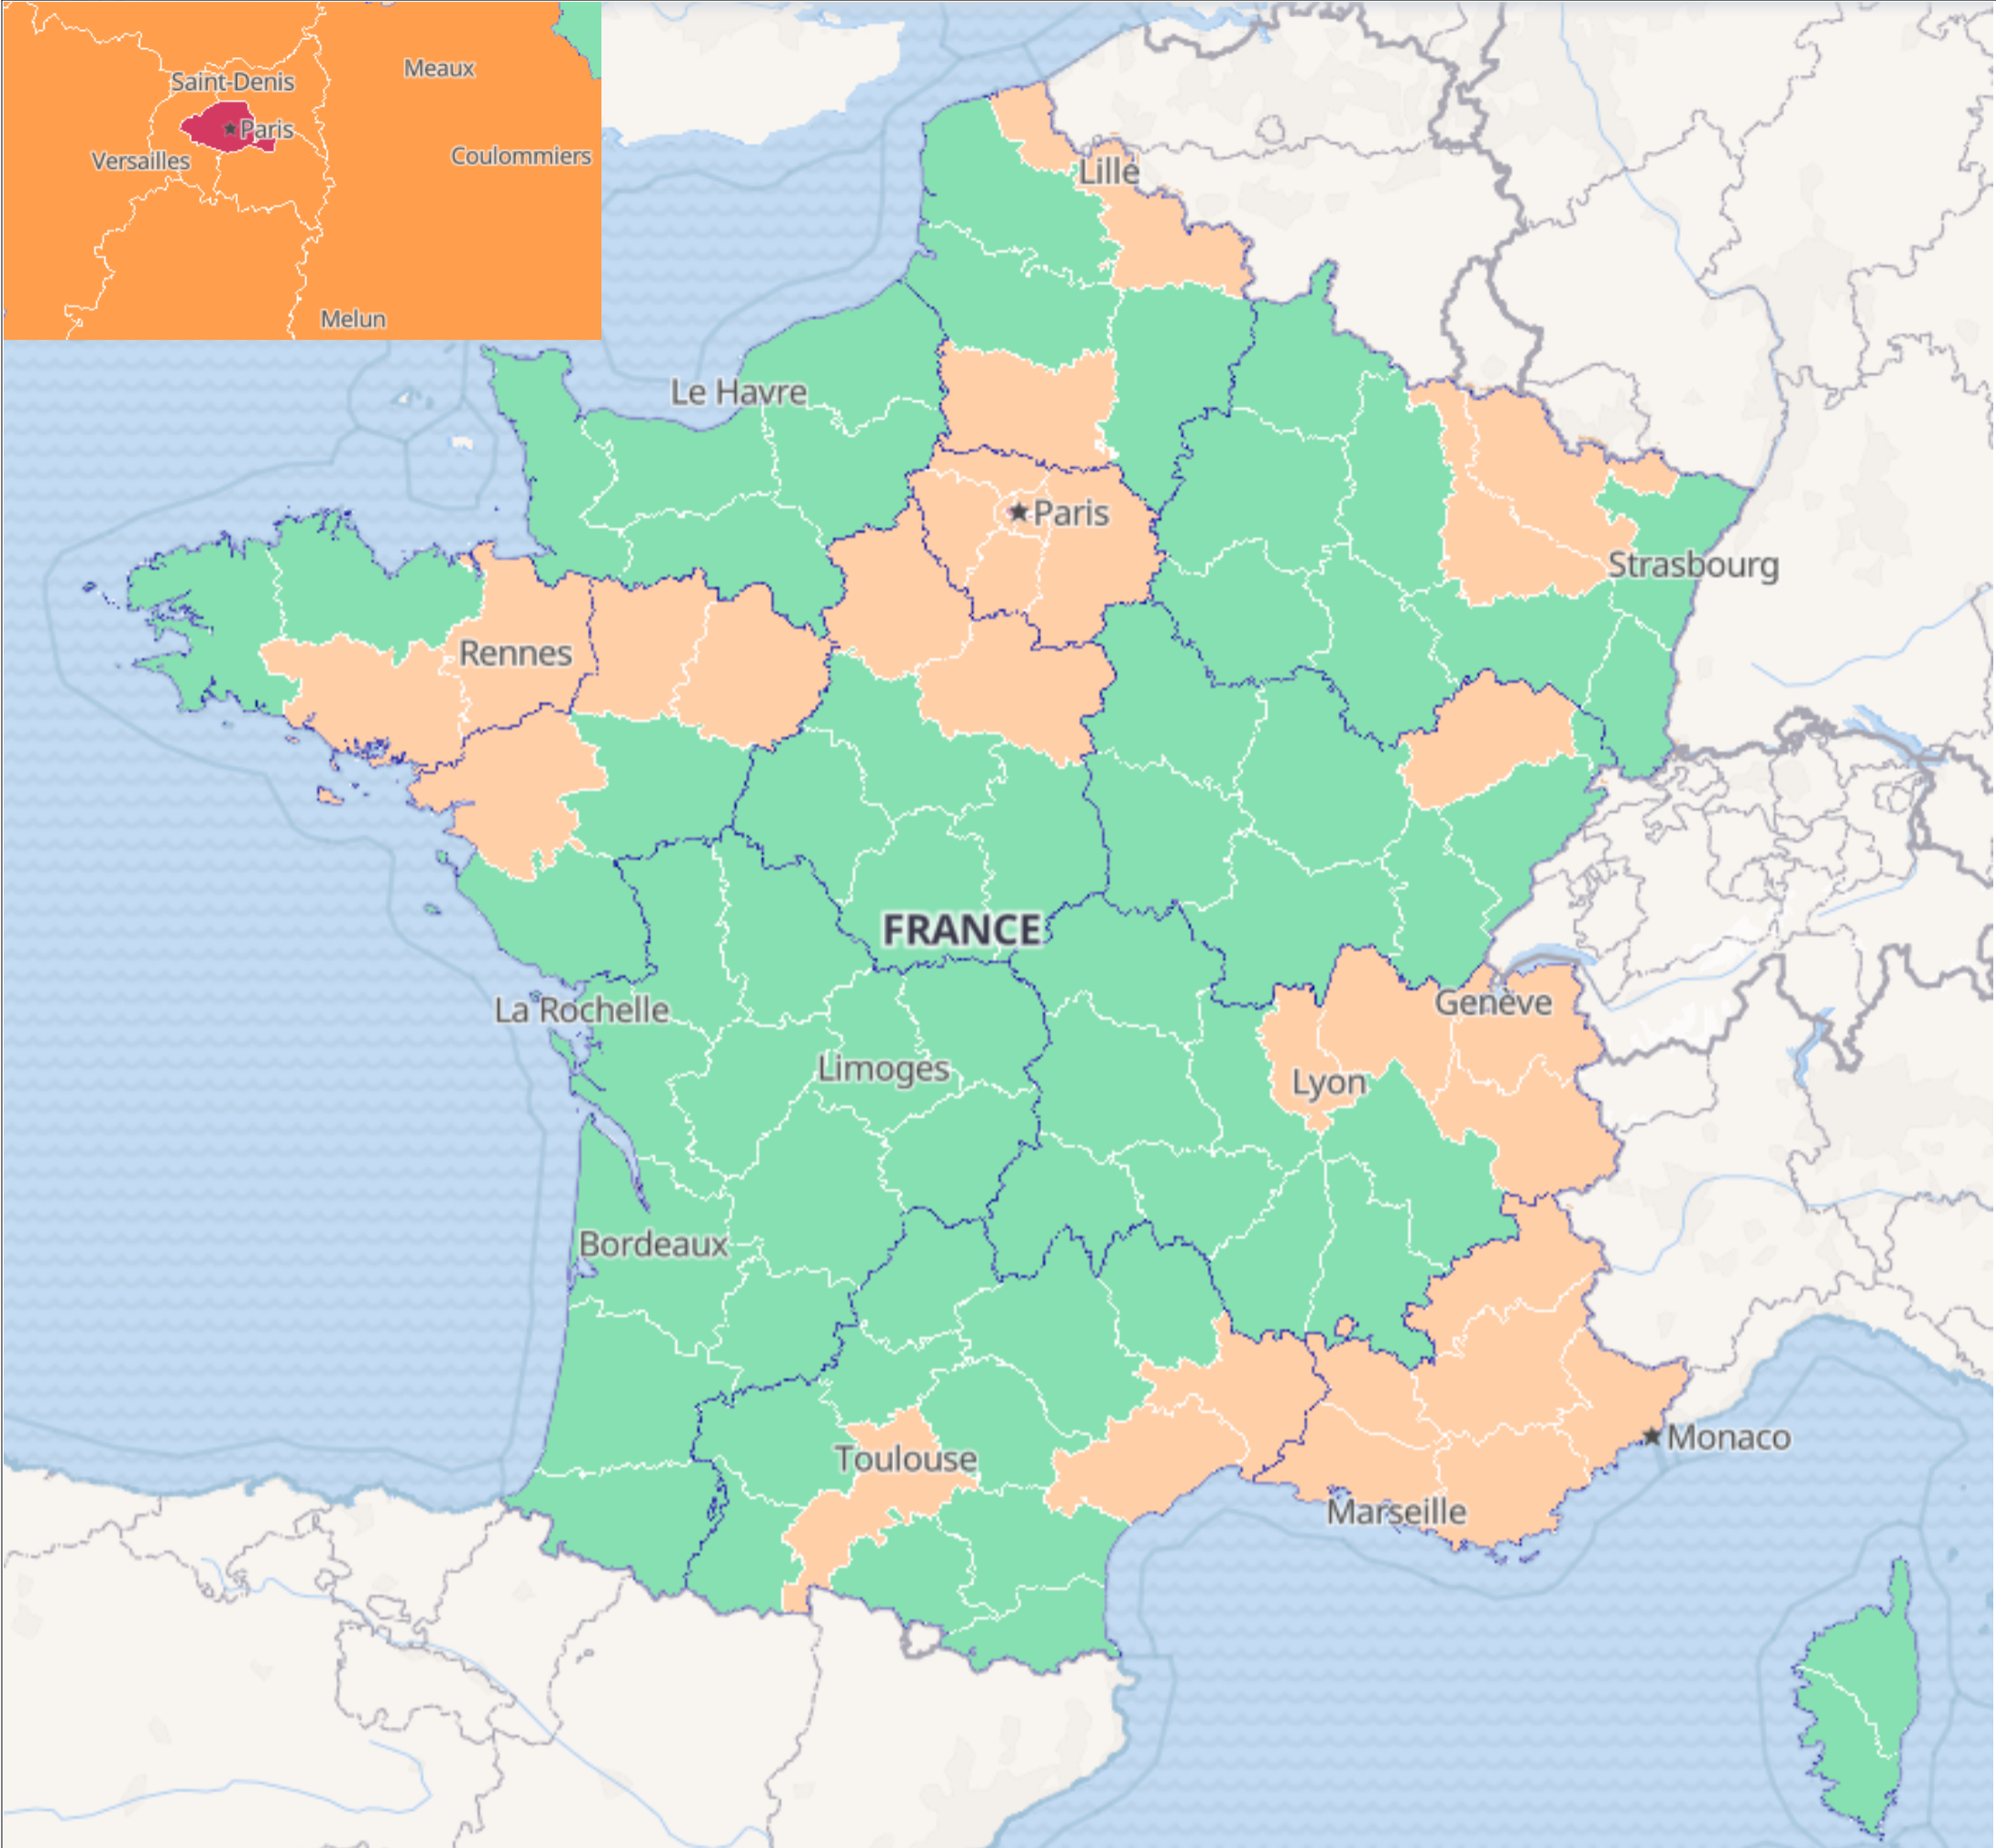 Meaux
Saint-Denis
Paris
Versailles
Coulommiers
Melun
Lille
Le Havre
Paris
Strasbourg
Rennes
FRANCE
La Rochelle
Genève
Limoges
Lyon
Bordeaux
Toulouse
Monaco
Marseille